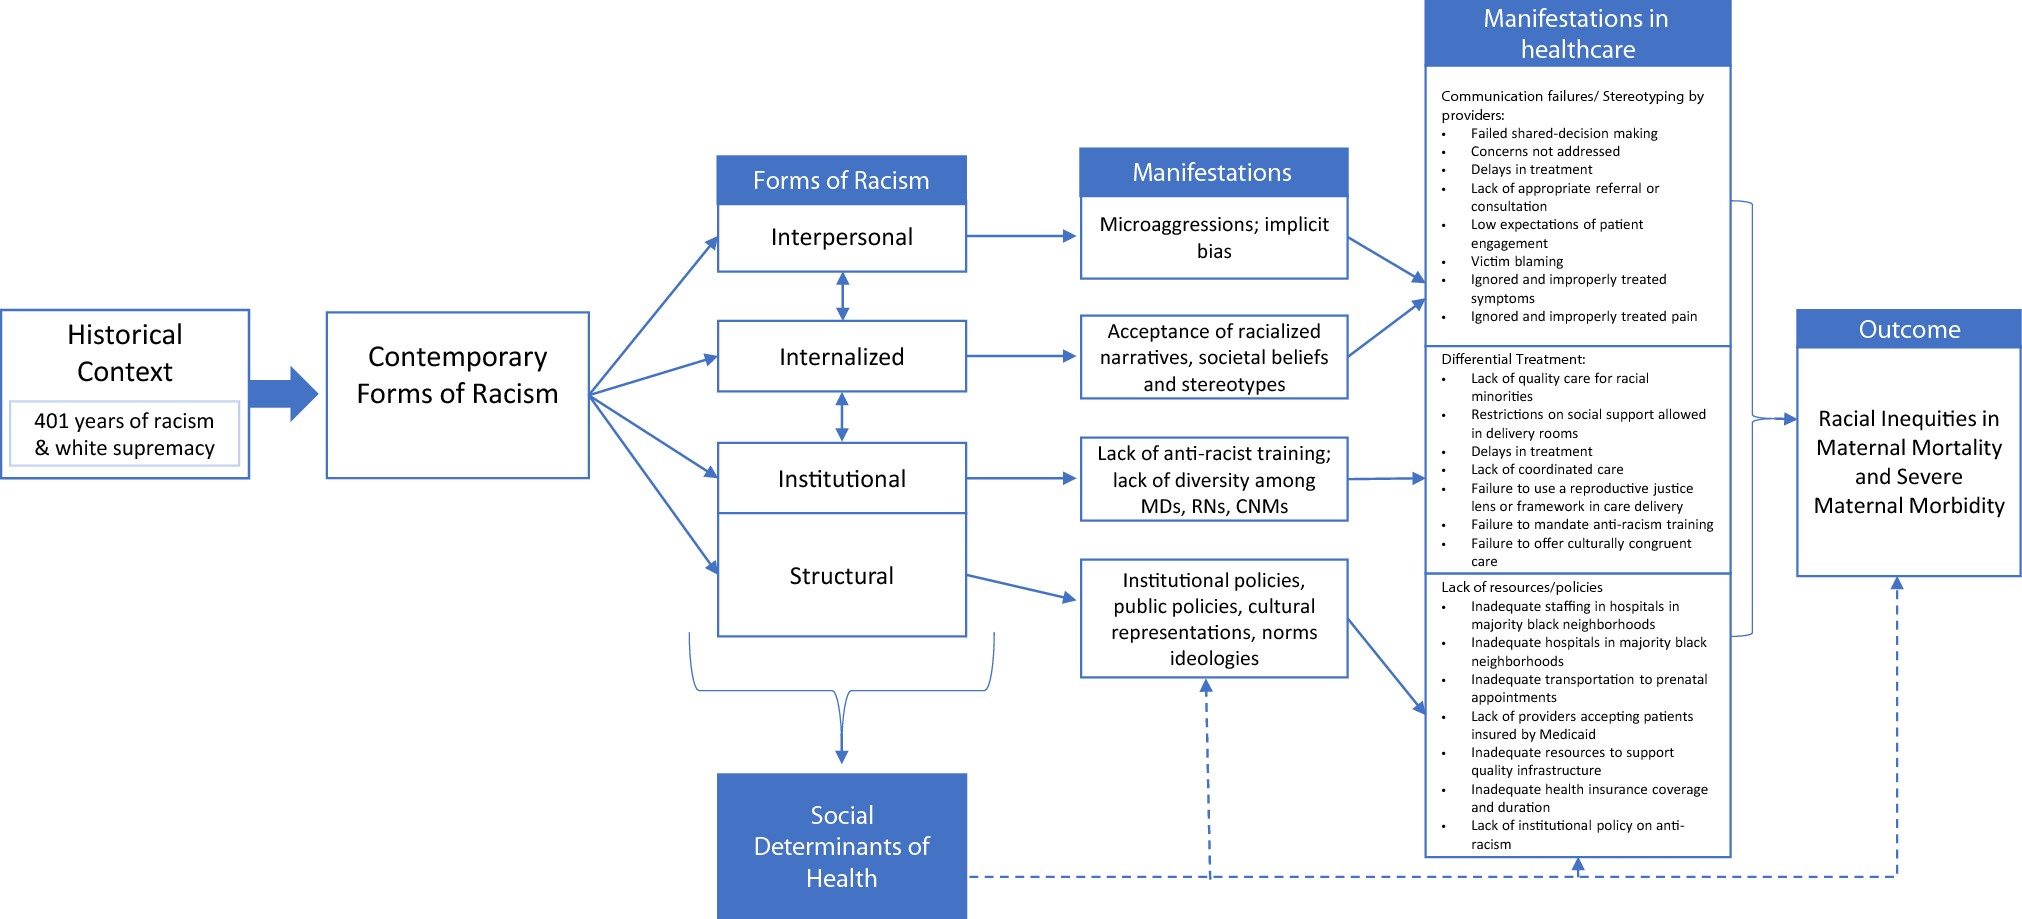 Historical
Context
401 years of racism
& white supremacy
Contemporary
Forms of Racism
Forms of Racism
Interpersonal
Internalized
Institutional
Structural
Social
Determinants of
Health
Manifestations
Microaggressions; implicit
bias
Acceptance of racialized
narratives, societal beliefs
and stereotypes
Lack of anti-racist training;
lack of diversity among
MDs, RNs, CNMs
Institutional policies,
public policies, cultural
representations, norms
ideologies
Manifestations in
healthcare
Communication failures/ Stereotyping by
providers:
• Failed shared-decision making
• Concerns not addressed
• Delays in treatment
• Lack of appropriate referral or
consultation
• Low expectations of patient
engagement
• Victim blaming
• Ignored and improperly treated
symptoms
• Ignored and improperly treated pain
Differential Treatment:
• Lack of quality care for racial
minorities
• Restrictions on social support allowed
in delivery rooms
• Delays in treatment
• Lack of coordinated care
• Failure to use a reproductive justice
lens or framework in care delivery
• Failure to mandate anti-racism training
• Failure to offer culturally congruent
care
Lack of resources/policies
• Inadequate staffing in hospitals in
majority black neighborhoods
• Inadequate hospitals in majority black
neighborhoods
• Inadequate transportation to prenatal
appointments
• Lack of providers accepting patients
insured by Medicaid
• Inadequate resources to support
quality infrastructure
• Inadequate health insurance coverage
and duration
• Lack of institutional policy on anti-
racism
Outcome
Racial Inequities in
Maternal Mortality
and Severe
Maternal Morbidity